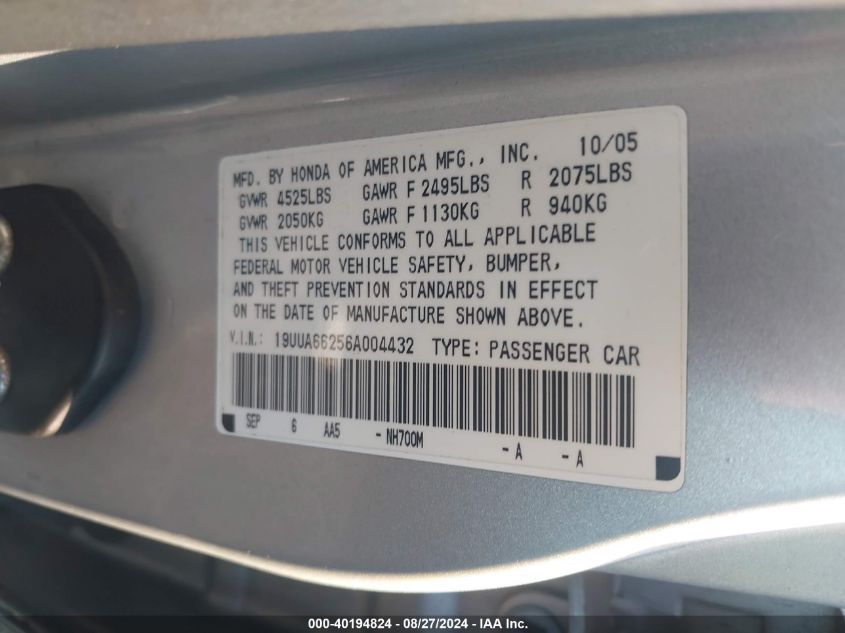 MFD. BY HONDA OF AMERICA MFG., INC. 10/05
GVWR 4525LBS GAWR F 2495LBS R 2075LBS
GVWR 2050KG GAWR F 1130KG R 940KG
THIS VEHICLE CONFORMS TO ALL APPLICABLE
FEDERAL MOTOR VEHICLE SAFETY, BUMPER,
AND THEFT PREVENTION STANDARDS IN EFFECT
ON THE DATE OF MANUFACTURE SHOWN ABOVE.
V.I.N.: 19UUA66256A004432 TYPE: PASSENGER CAR
SEP 6 AA5 - NH700M - A - A
000-40194824 - 08/27/2024 - IAA Inc.